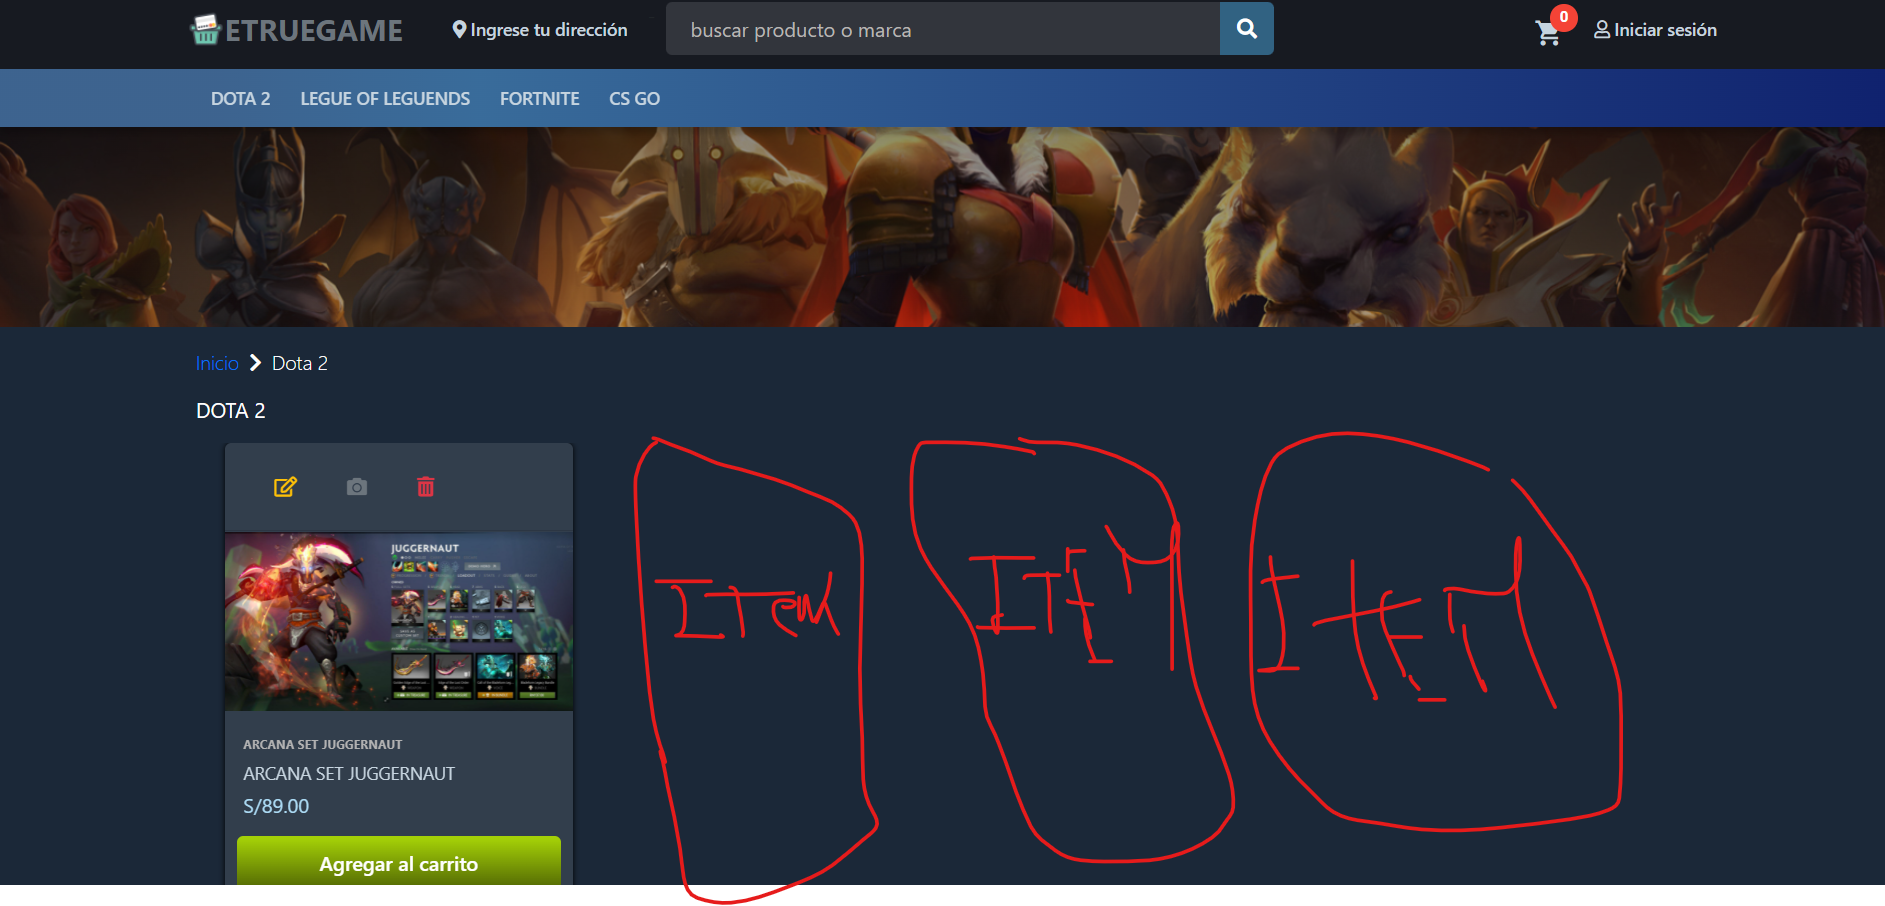 ETRUEGAME Ingrese tu dirección buscar producto o marca 0 Iniciar sesión
DOTA 2 LEGUE OF LEGUENDS FORTNITE CS GO
Inicio Dota 2
DOTA 2
JUGGERNAUT
ITem
ITEM
ItEM
ARCANA SET JUGGERNAUT
ARCANA SET JUGGERNAUT
S/89.00
Agregar al carrito